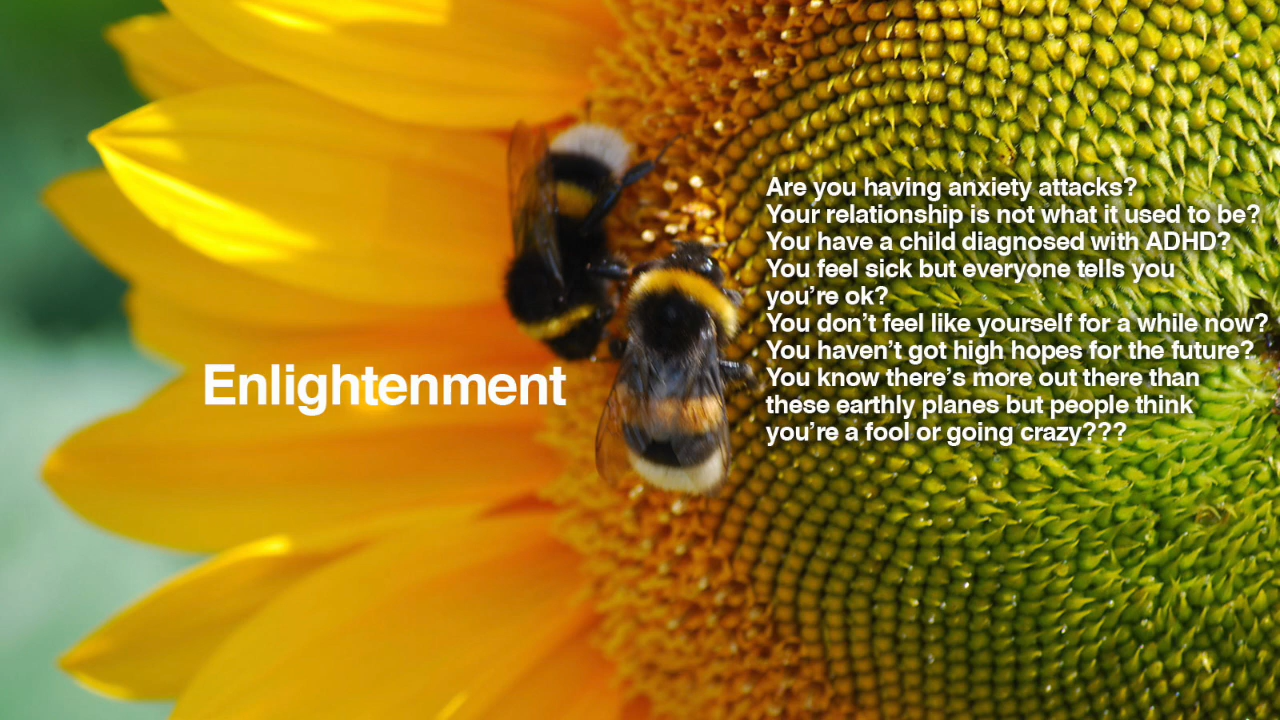 Enlightenment
Are you having anxiety attacks?
Your relationship is not what it used to be?
You have a child diagnosed with ADHD?
You feel sick but everyone tells you
you’re ok?
You don’t feel like yourself for a while now?
You haven’t got high hopes for the future?
You know there’s more out there than
these earthly planes but people think
you’re a fool or going crazy???